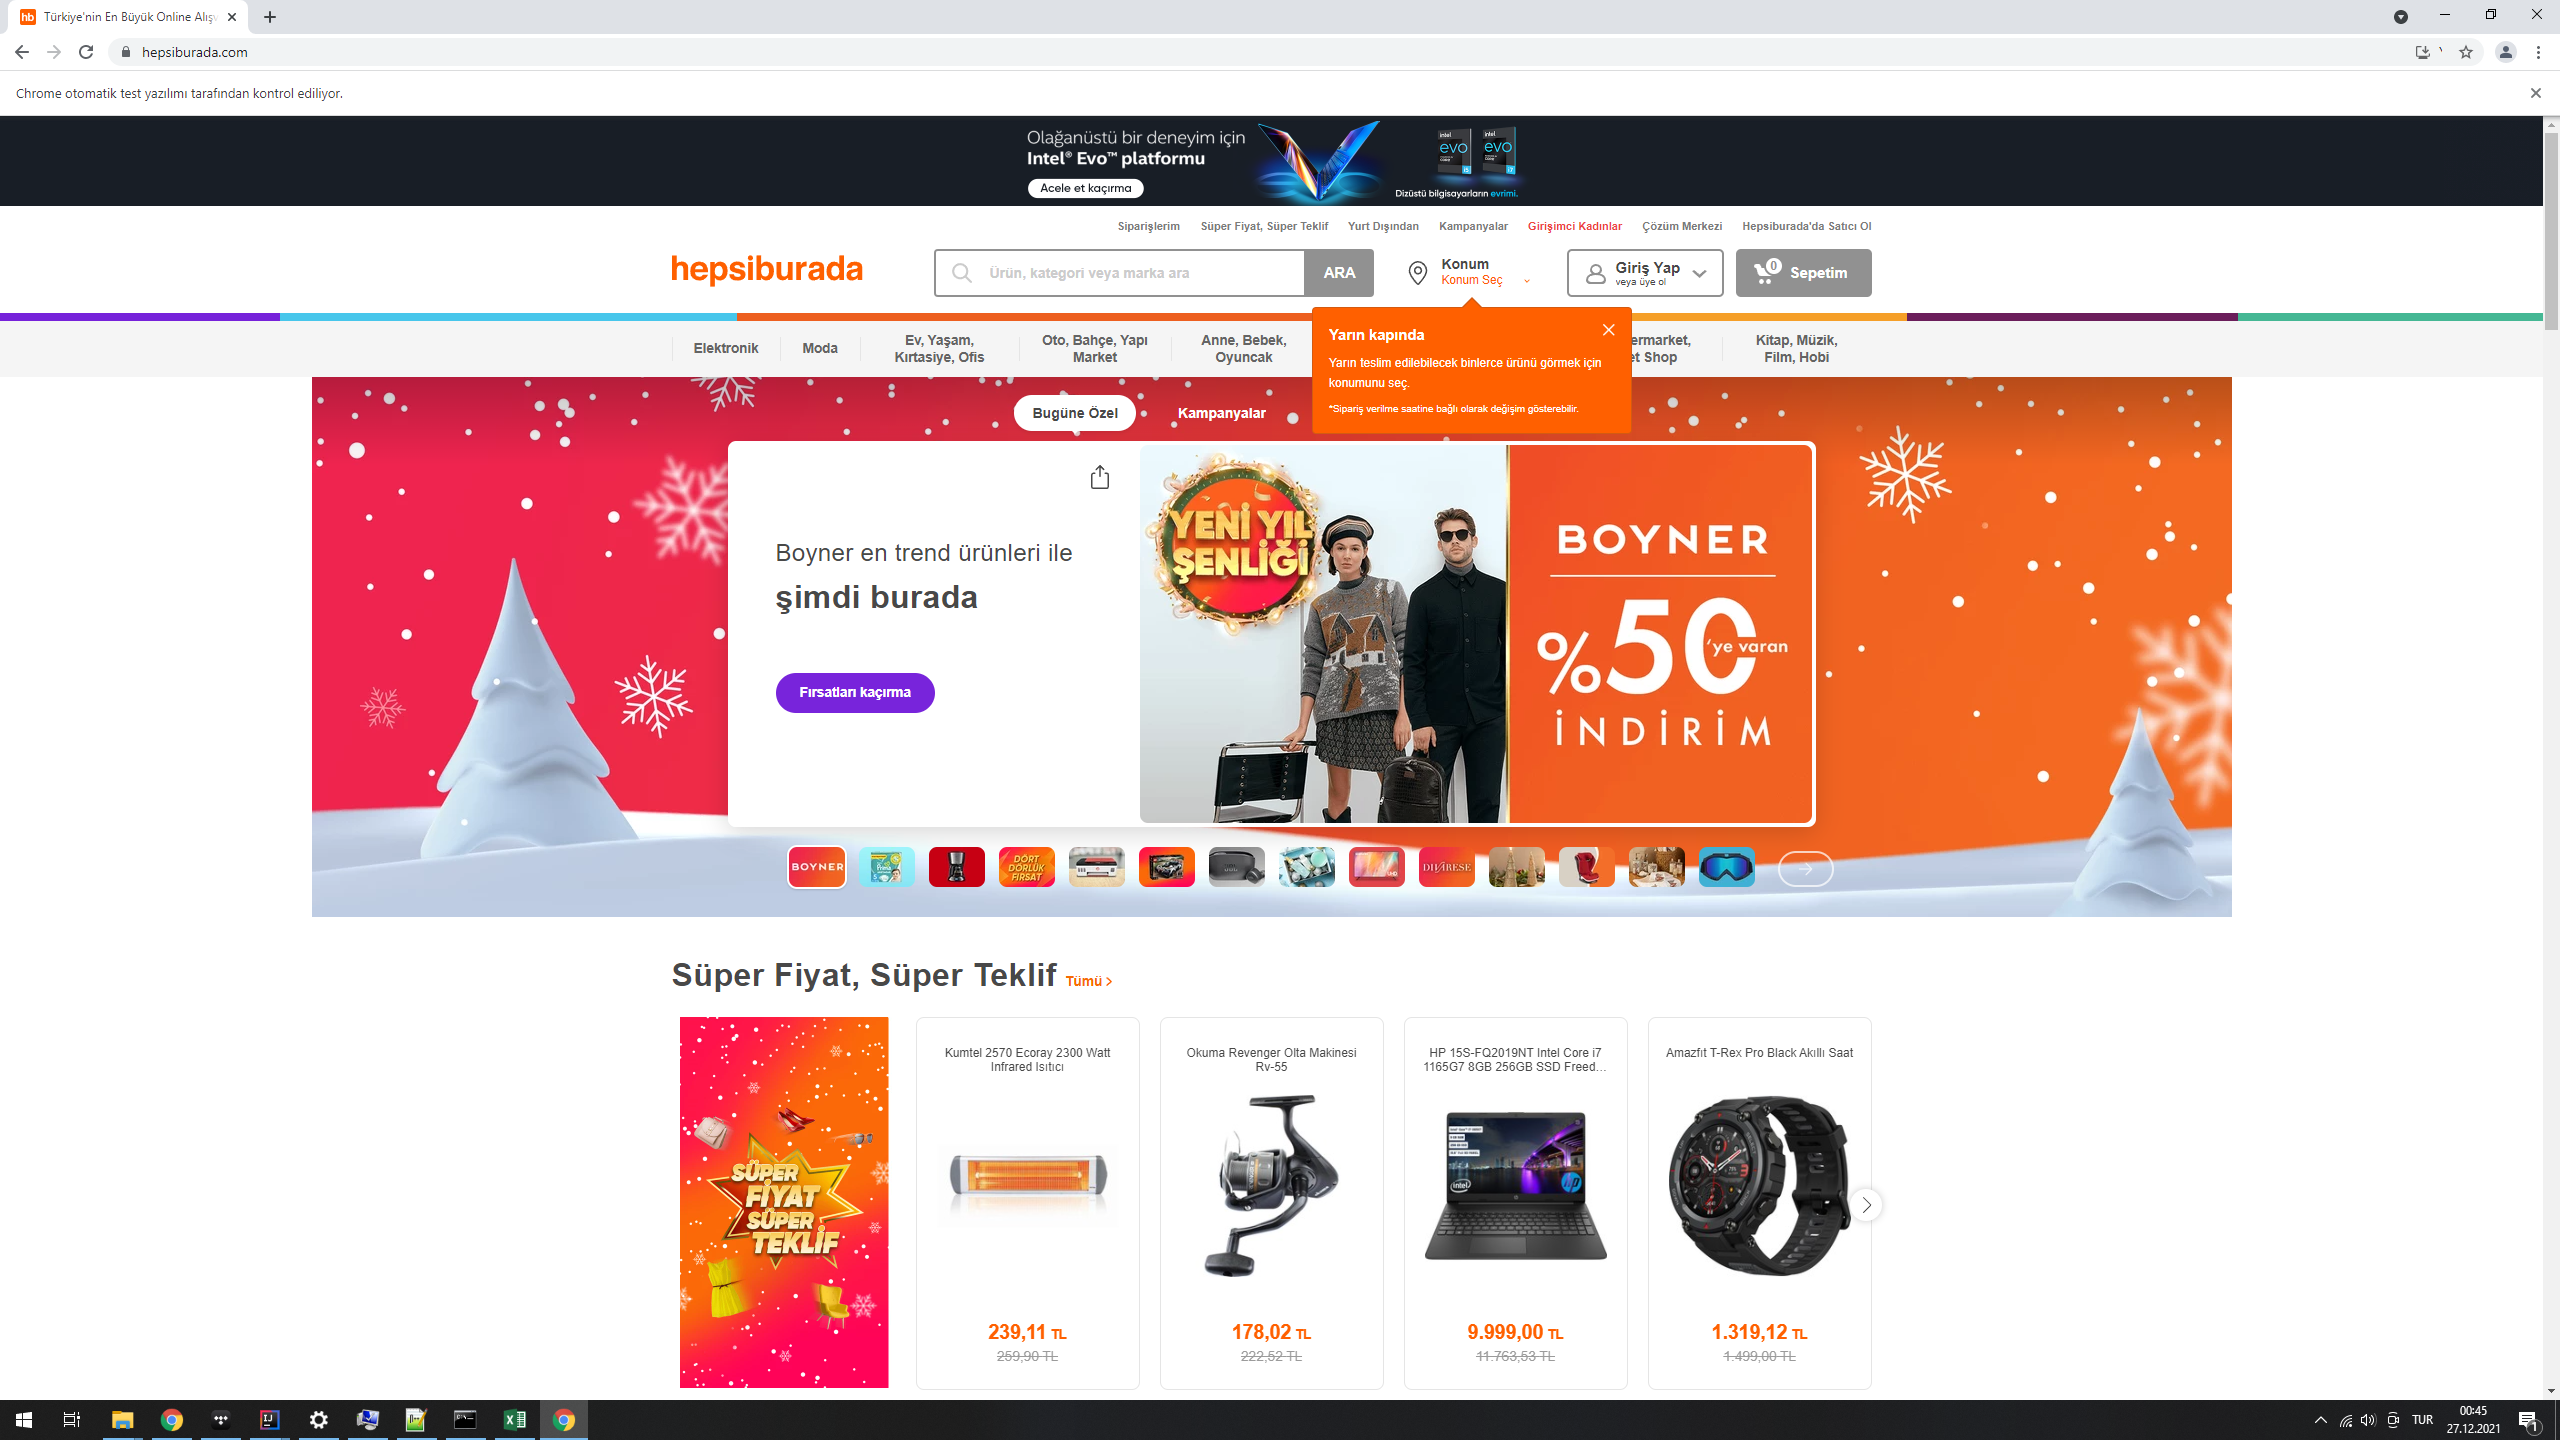 Türkiye'nin En Büyük Online Alışv
hepsiburada.com
Chrome otomatik test yazılımı tarafından kontrol ediliyor.
Olağanüstü bir deneyim için
Intel® Evo™ platformu
Acele et kaçırma
Dizüstü bilgisayarların evrimi.
Siparişlerim
Süper Fiyat, Süper Teklif
Yurt Dışından
Kampanyalar
Girişimci Kadınlar
Çözüm Merkezi
Hepsiburada'da Satıcı Ol
hepsiburada
Ürün, kategori veya marka ara
ARA
Konum
Konum Seç
Giriş Yap
veya üye ol
0
Sepetim
Elektronik
Moda
Ev, Yaşam,
Kırtasiye, Ofis
Oto, Bahçe, Yapı
Market
Anne, Bebek,
Oyuncak
ermarket,
et Shop
Kitap, Müzik,
Film, Hobi
Yarın kapında
Yarın teslim edilebilecek binlerce ürünü görmek için
konumunu seç.
*Sipariş verilme saatine bağlı olarak değişim gösterebilir.
Bugüne Özel
Kampanyalar
Boyner en trend ürünleri ile
şimdi burada
Fırsatları kaçırma
YENİ YIL
ŞENLİĞİ
BOYNER
%50
'ye varan
İNDİRİM
BOYNER
DÖRT
DÖRLÜK
FIRSAT
DIVARESE
Süper Fiyat, Süper Teklif Tümü >
SÜPER
FİYAT
SÜPER
TEKLİF
Kumtel 2570 Ecoray 2300 Watt
Infrared Isıtıcı
239,11 TL
259,90 TL
Okuma Revenger Olta Makinesi
Rv-55
178,02 TL
222,52 TL
HP 15S-FQ2019NT Intel Core i7
1165G7 8GB 256GB SSD Freed...
9.999,00 TL
11.763,53 TL
Amazfit T-Rex Pro Black Akıllı Saat
1.319,12 TL
1.499,00 TL
TUR
00:45
27.12.2021
1